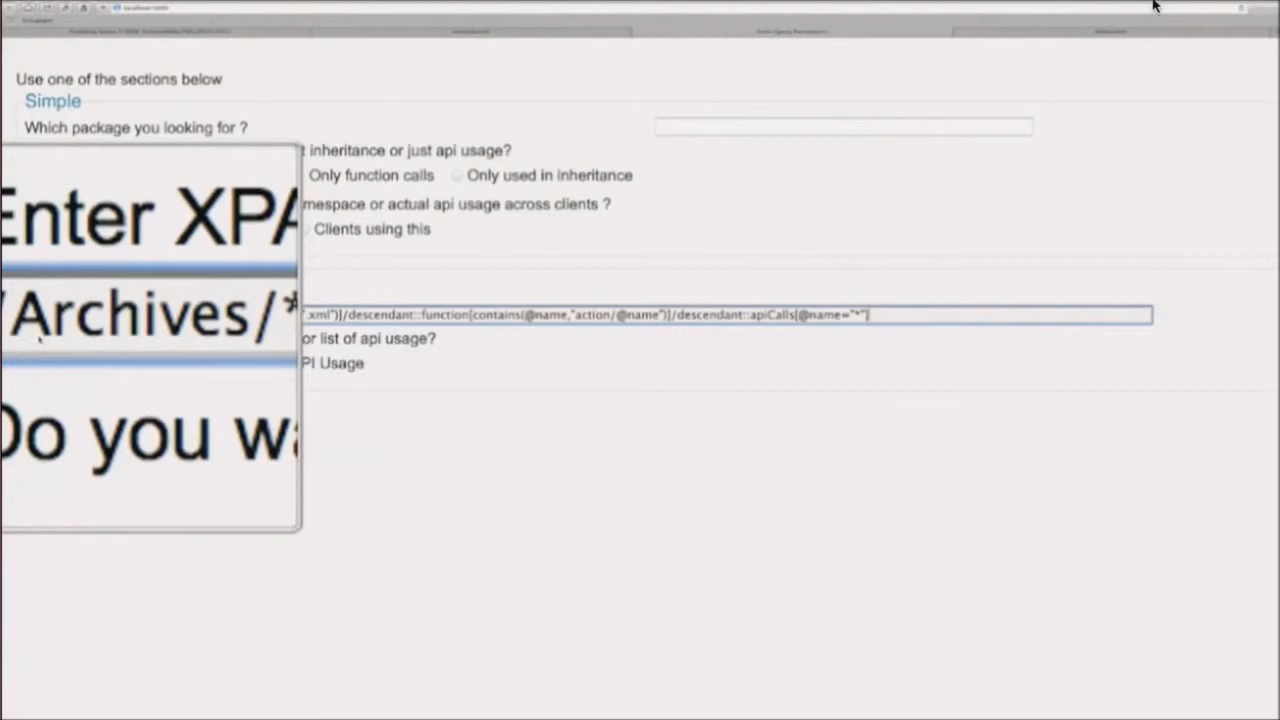 Use one of the sections below
Simple
Which package you looking for ?
inheritance or just api usage?
Only function calls Only used in inheritance
mespace or actual api usage across clients ?
Clients using this
Enter XPA
/Archives/*
.xml")]/descendant::function[contains(@name,"action/@name")]/descendant::apiCalls[@name="*"]
or list of api usage?
PI Usage
Do you wa